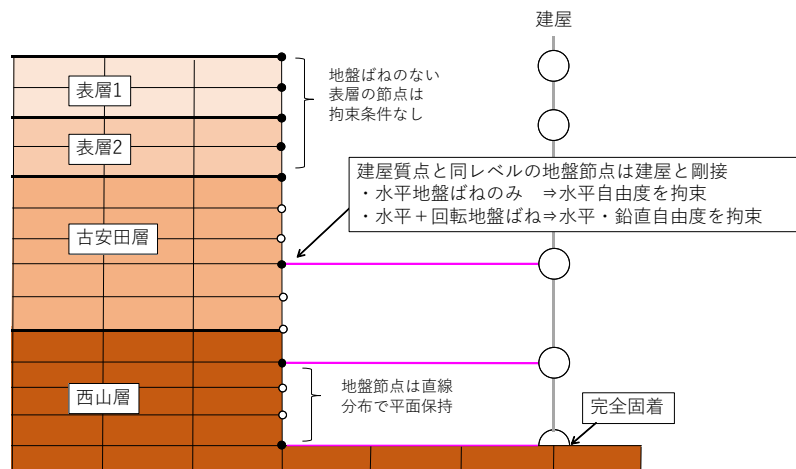 建屋
地盤ばねのない
表層の節点は
拘束条件なし
表層1
表層2
建屋質点と同レベルの地盤節点は建屋と剛接
・水平地盤ばねのみ　⇒水平自由度を拘束
・水平＋回転地盤ばね⇒水平・鉛直自由度を拘束
古安田層
地盤節点は直線
分布で平面保持
西山層
完全固着